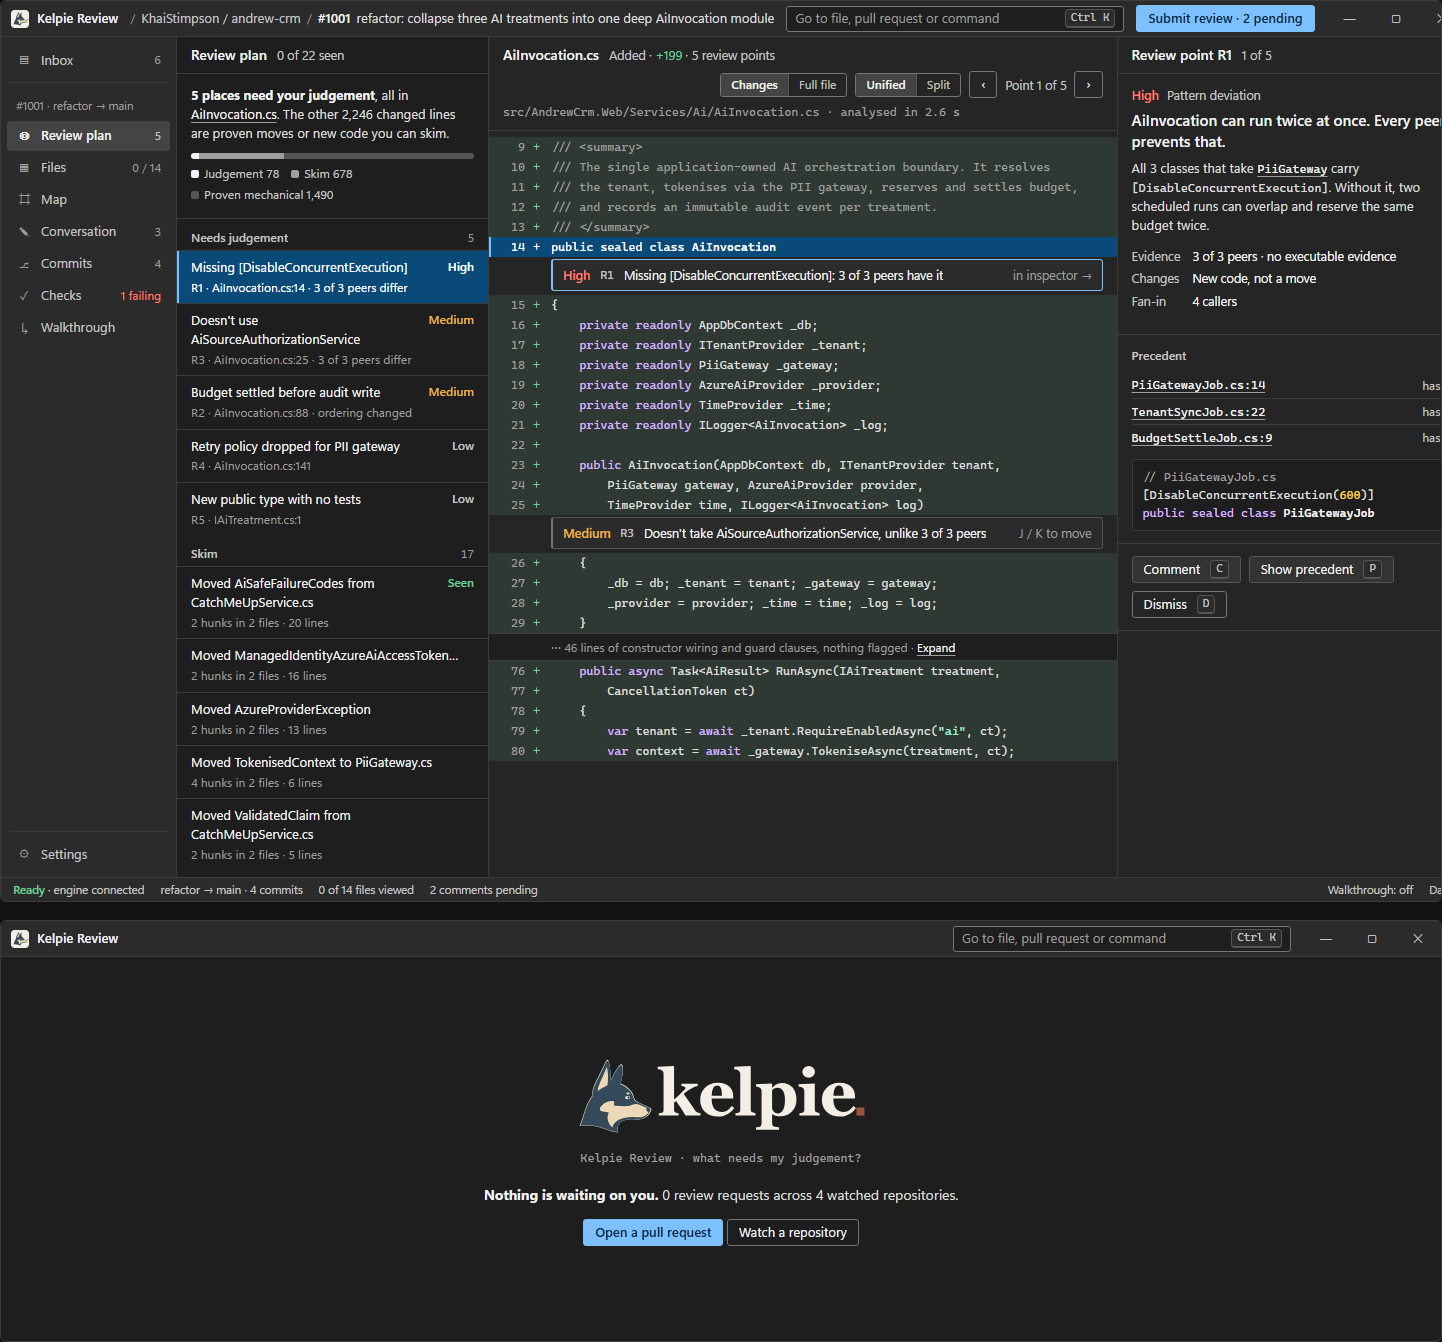 Kelpie Review / KhaiStimpson / andrew-crm / #1001 refactor: collapse three AI treatments into one deep AiInvocation module
Go to file, pull request or command Ctrl K
Submit review · 2 pending
Inbox 6
#1001 · refactor → main
Review plan 5
Files 0 / 14
Map
Conversation 3
Commits 4
Checks 1 failing
Walkthrough
Settings
Review plan 0 of 22 seen
5 places need your judgement, all in
AiInvocation.cs. The other 2,246 changed lines
are proven moves or new code you can skim.
Judgement 78 Skim 678
Proven mechanical 1,490
Needs judgement 5
Missing [DisableConcurrentExecution] High
R1 · AiInvocation.cs:14 · 3 of 3 peers differ
Doesn't use Medium
AiSourceAuthorizationService
R3 · AiInvocation.cs:25 · 3 of 3 peers differ
Budget settled before audit write Medium
R2 · AiInvocation.cs:88 · ordering changed
Retry policy dropped for PII gateway Low
R4 · AiInvocation.cs:141
New public type with no tests Low
R5 · IAiTreatment.cs:1
Skim 17
Moved AiSafeFailureCodes from Seen
CatchMeUpService.cs
2 hunks in 2 files · 20 lines
Moved ManagedIdentityAzureAiAccessToken...
2 hunks in 2 files · 16 lines
Moved AzureProviderException
2 hunks in 2 files · 13 lines
Moved TokenisedContext to PiiGateway.cs
4 hunks in 2 files · 6 lines
Moved ValidatedClaim from
CatchMeUpService.cs
2 hunks in 2 files · 5 lines
AiInvocation.cs Added · +199 · 5 review points
Changes Full file Unified Split ‹ Point 1 of 5 ›
src/AndrewCrm.Web/Services/Ai/AiInvocation.cs · analysed in 2.6 s
9 + /// <summary>
10 + /// The single application-owned AI orchestration boundary. It resolves
11 + /// the tenant, tokenises via the PII gateway, reserves and settles budget,
12 + /// and records an immutable audit event per treatment.
13 + /// </summary>
14 + public sealed class AiInvocation
High R1 Missing [DisableConcurrentExecution]: 3 of 3 peers have it in inspector →
15 + {
16 + private readonly AppDbContext _db;
17 + private readonly ITenantProvider _tenant;
18 + private readonly PiiGateway _gateway;
19 + private readonly AzureAiProvider _provider;
20 + private readonly TimeProvider _time;
21 + private readonly ILogger<AiInvocation> _log;
22 +
23 + public AiInvocation(AppDbContext db, ITenantProvider tenant,
24 + PiiGateway gateway, AzureAiProvider provider,
25 + TimeProvider time, ILogger<AiInvocation> log)
Medium R3 Doesn't take AiSourceAuthorizationService, unlike 3 of 3 peers J / K to move
26 + {
27 + _db = db; _tenant = tenant; _gateway = gateway;
28 + _provider = provider; _time = time; _log = log;
29 + }
··· 46 lines of constructor wiring and guard clauses, nothing flagged · Expand
76 + public async Task<AiResult> RunAsync(IAiTreatment treatment,
77 + CancellationToken ct)
78 + {
79 + var tenant = await _tenant.RequireEnabledAsync("ai", ct);
80 + var context = await _gateway.TokeniseAsync(treatment, ct);
Review point R1 1 of 5
High Pattern deviation
AiInvocation can run twice at once. Every peer
prevents that.
All 3 classes that take PiiGateway carry
[DisableConcurrentExecution]. Without it, two
scheduled runs can overlap and reserve the same
budget twice.
Evidence 3 of 3 peers · no executable evidence
Changes New code, not a move
Fan-in 4 callers
Precedent
PiiGatewayJob.cs:14 has
TenantSyncJob.cs:22 has
BudgetSettleJob.cs:9 has
// PiiGatewayJob.cs
[DisableConcurrentExecution(600)]
public sealed class PiiGatewayJob
Comment C Show precedent P
Dismiss D
Ready · engine connected refactor → main · 4 commits 0 of 14 files viewed 2 comments pending Walkthrough: off Da
Kelpie Review
Go to file, pull request or command Ctrl K
kelpie.
Kelpie Review · what needs my judgement?
Nothing is waiting on you. 0 review requests across 4 watched repositories.
Open a pull request Watch a repository